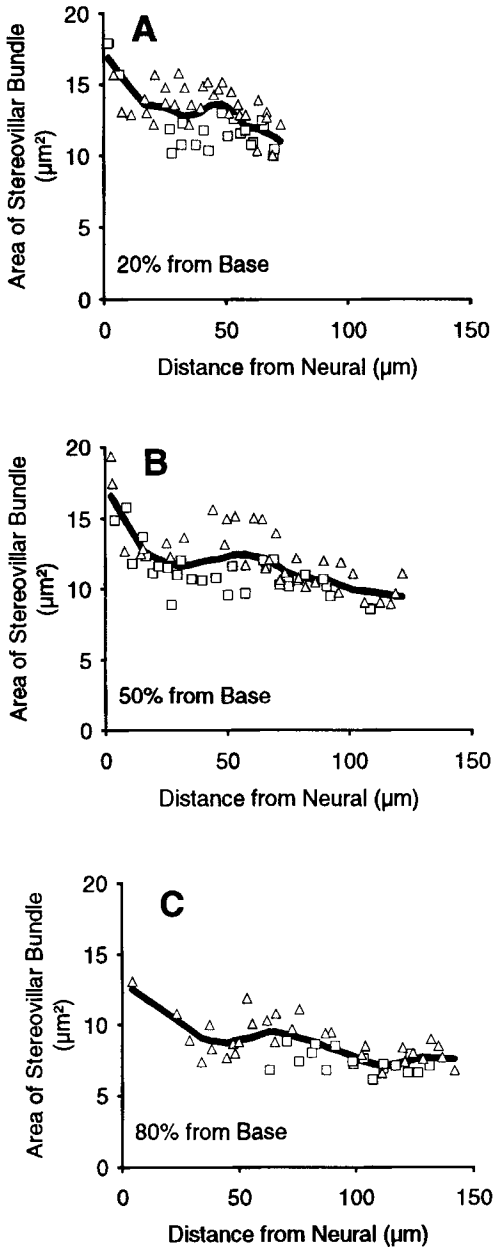 A
20
15
10
5
0
Area of Stereovillar Bundle
(µm²)
20% from Base
0 50 100 150
Distance from Neural (µm)
B
20
15
10
5
0
Area of Stereovillar Bundle
(µm²)
50% from Base
0 50 100 150
Distance from Neural (µm)
C
20
15
10
5
0
Area of Stereovillar Bundle
(µm²)
80% from Base
0 50 100 150
Distance from Neural (µm)